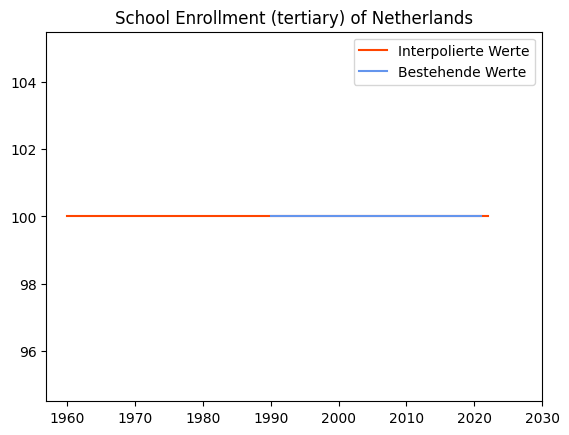 School Enrollment (tertiary) of Netherlands
Interpolierte Werte
Bestehende Werte
104
102
100
98
96
1960 1970 1980 1990 2000 2010 2020 2030